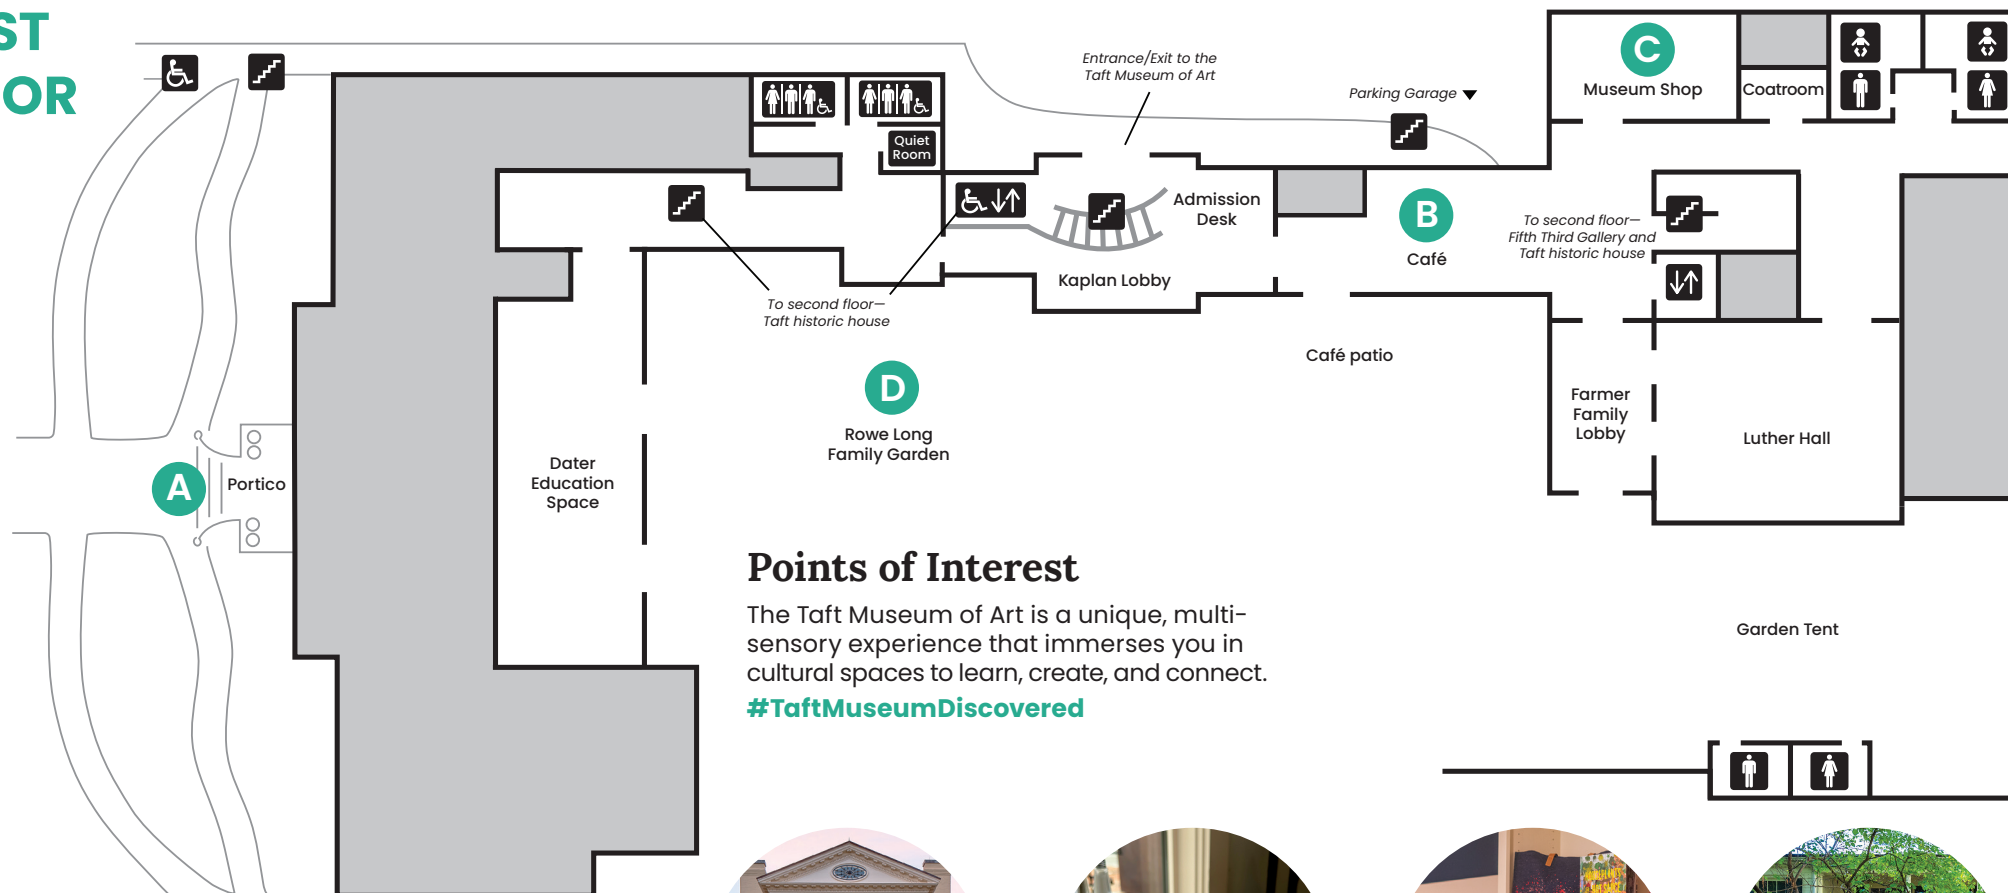 ST
OR
Entrance/Exit to the
Taft Museum of Art
Parking Garage
C
Museum Shop
Coatroom
Quiet
Room
Admission
Desk
B
Café
To second floor—
Fifth Third Gallery and
Taft historic house
Kaplan Lobby
To second floor—
Taft historic house
Café patio
D
Rowe Long
Family Garden
Farmer
Family
Lobby
Luther Hall
A
Portico
Dater
Education
Space
Points of Interest
The Taft Museum of Art is a unique, multi-
sensory experience that immerses you in
cultural spaces to learn, create, and connect.
#TaftMuseumDiscovered
Garden Tent